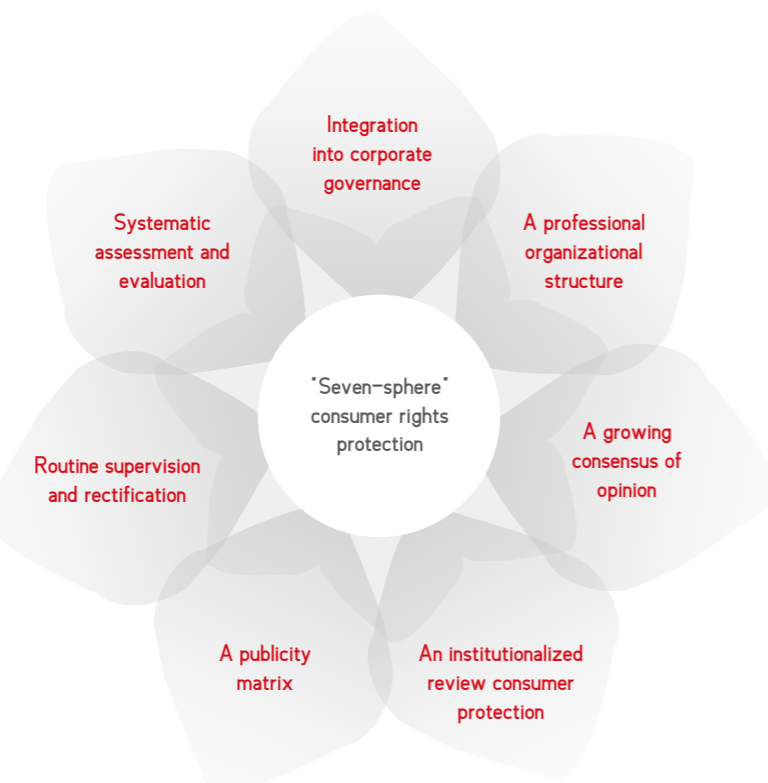 Integration
into corporate
governance
A professional
organizational
structure
A growing
consensus of
opinion
An institutionalized
review consumer
protection
A publicity
matrix
Routine supervision
and rectification
Systematic
assessment and
evaluation
"Seven-sphere"
consumer rights
protection